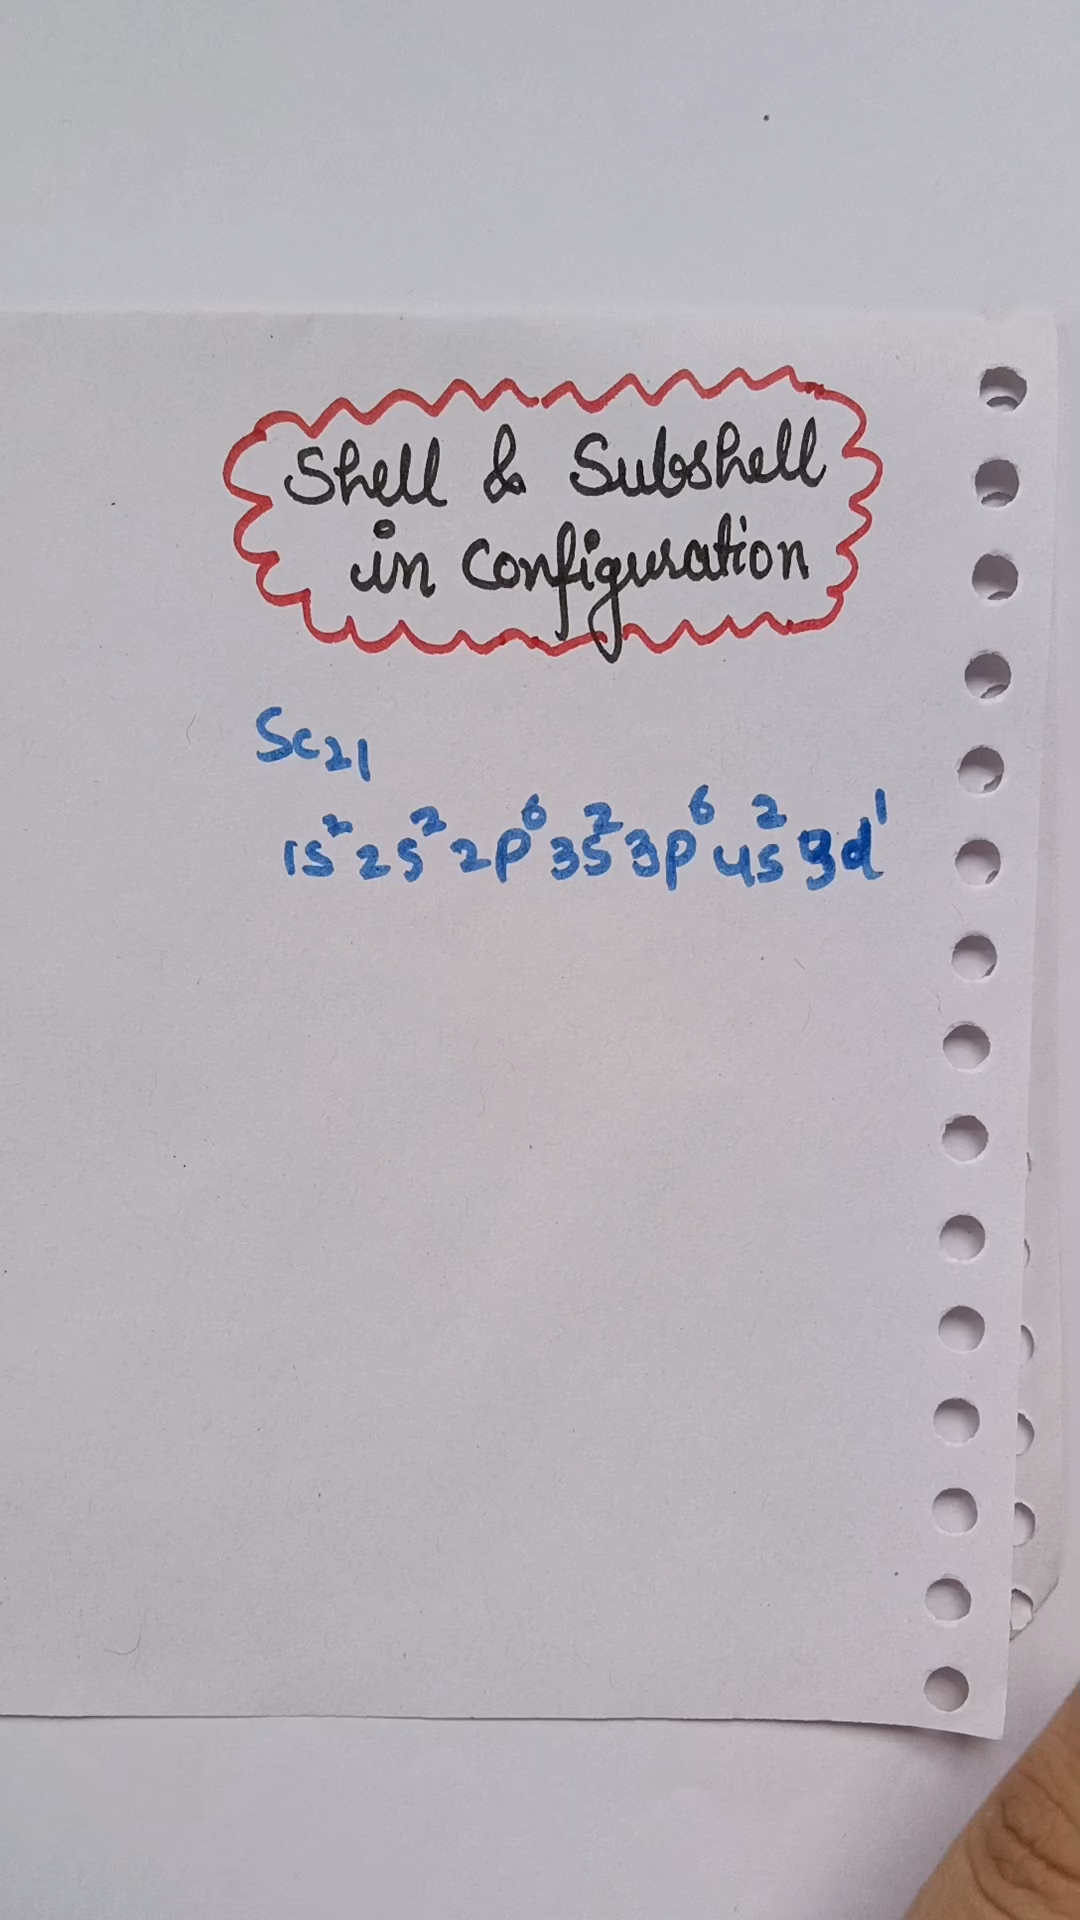 Shell & Subshell
in configuration
Sc₂₁
1s² 2s² 2p⁶ 3s² 3p⁶ 4s² 3d¹